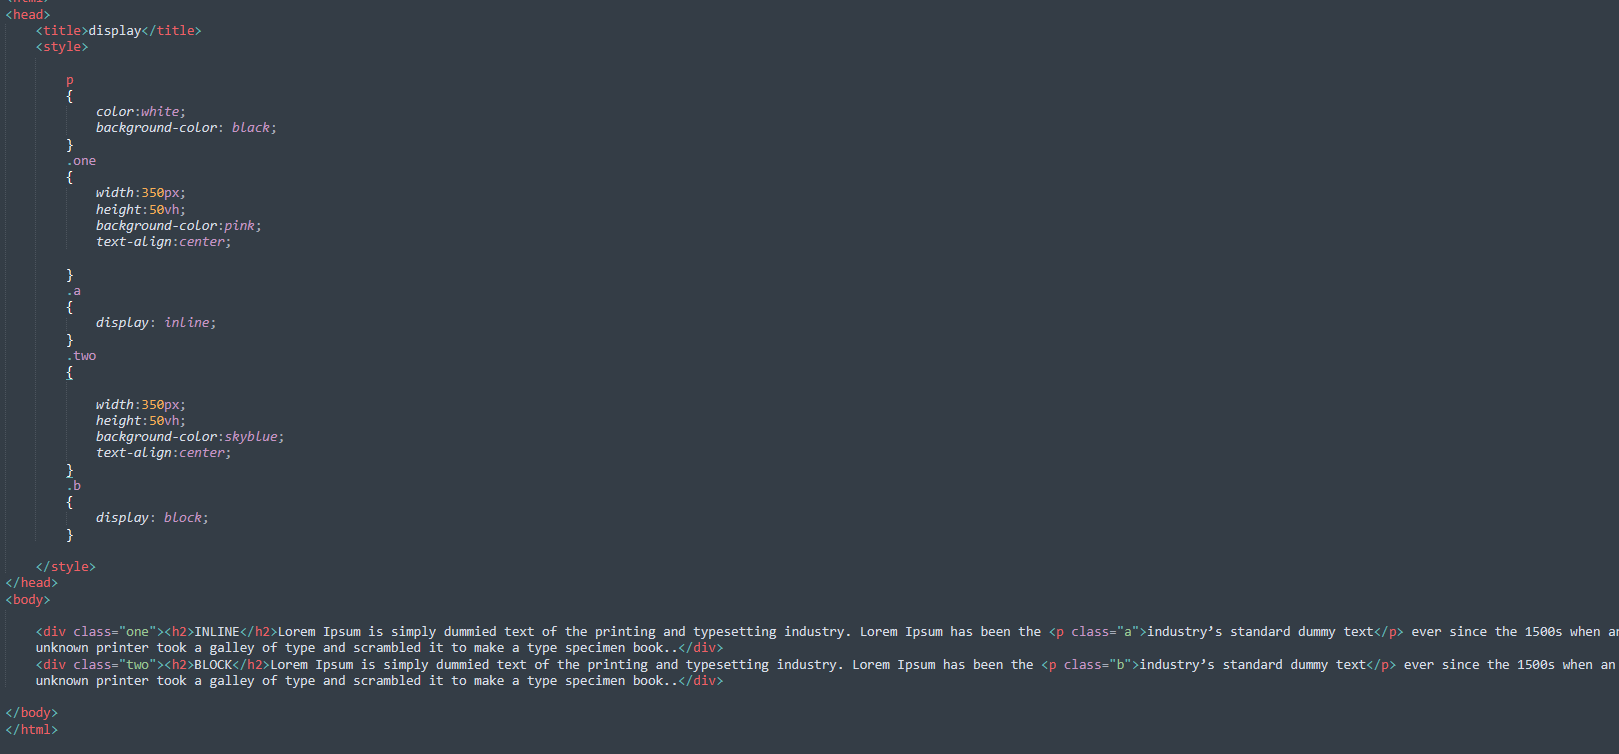 <html>
<head>
<title>display</title>
<style>
p
{
color:white;
background-color: black;
}
.one
{
width:350px;
height:50vh;
background-color:pink;
text-align:center;
}
.a
{
display: inline;
}
.two
{
width:350px;
height:50vh;
background-color:skyblue;
text-align:center;
}
.b
{
display: block;
}
</style>
</head>
<body>
<div class="one"><h2>INLINE</h2>Lorem Ipsum is simply dummied text of the printing and typesetting industry. Lorem Ipsum has been the <p class="a">industry’s standard dummy text</p> ever since the 1500s when an
unknown printer took a galley of type and scrambled it to make a type specimen book..</div>
<div class="two"><h2>BLOCK</h2>Lorem Ipsum is simply dummied text of the printing and typesetting industry. Lorem Ipsum has been the <p class="b">industry’s standard dummy text</p> ever since the 1500s when an
unknown printer took a galley of type and scrambled it to make a type specimen book..</div>
</body>
</html>